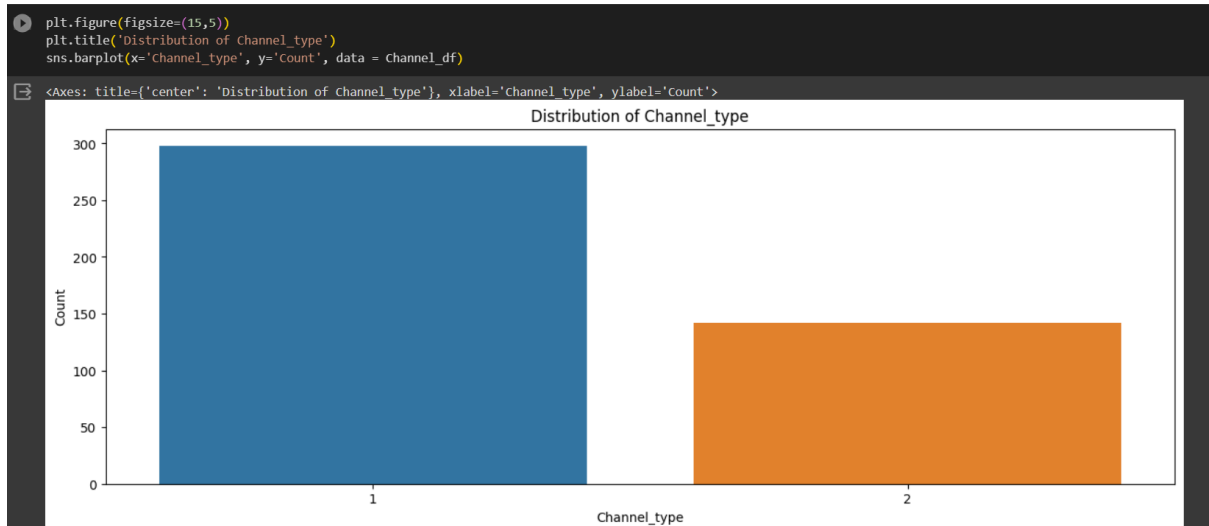 plt.figure(figsize=(15,5))
plt.title('Distribution of Channel_type')
sns.barplot(x='Channel_type', y='Count', data = Channel_df)
<Axes: title={'center': 'Distribution of Channel_type'}, xlabel='Channel_type', ylabel='Count'>
Distribution of Channel_type
300
250
200
150
100
50
0
Count
1 2
Channel_type